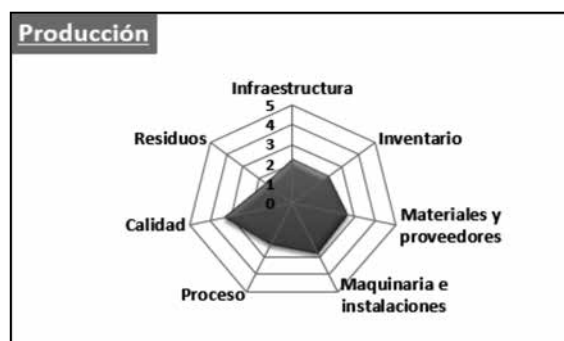 Producción
Infraestructura
5
4
3
2
1
0
Inventario
Materiales y
proveedores
Maquinaria e
instalaciones
Proceso
Calidad
Residuos